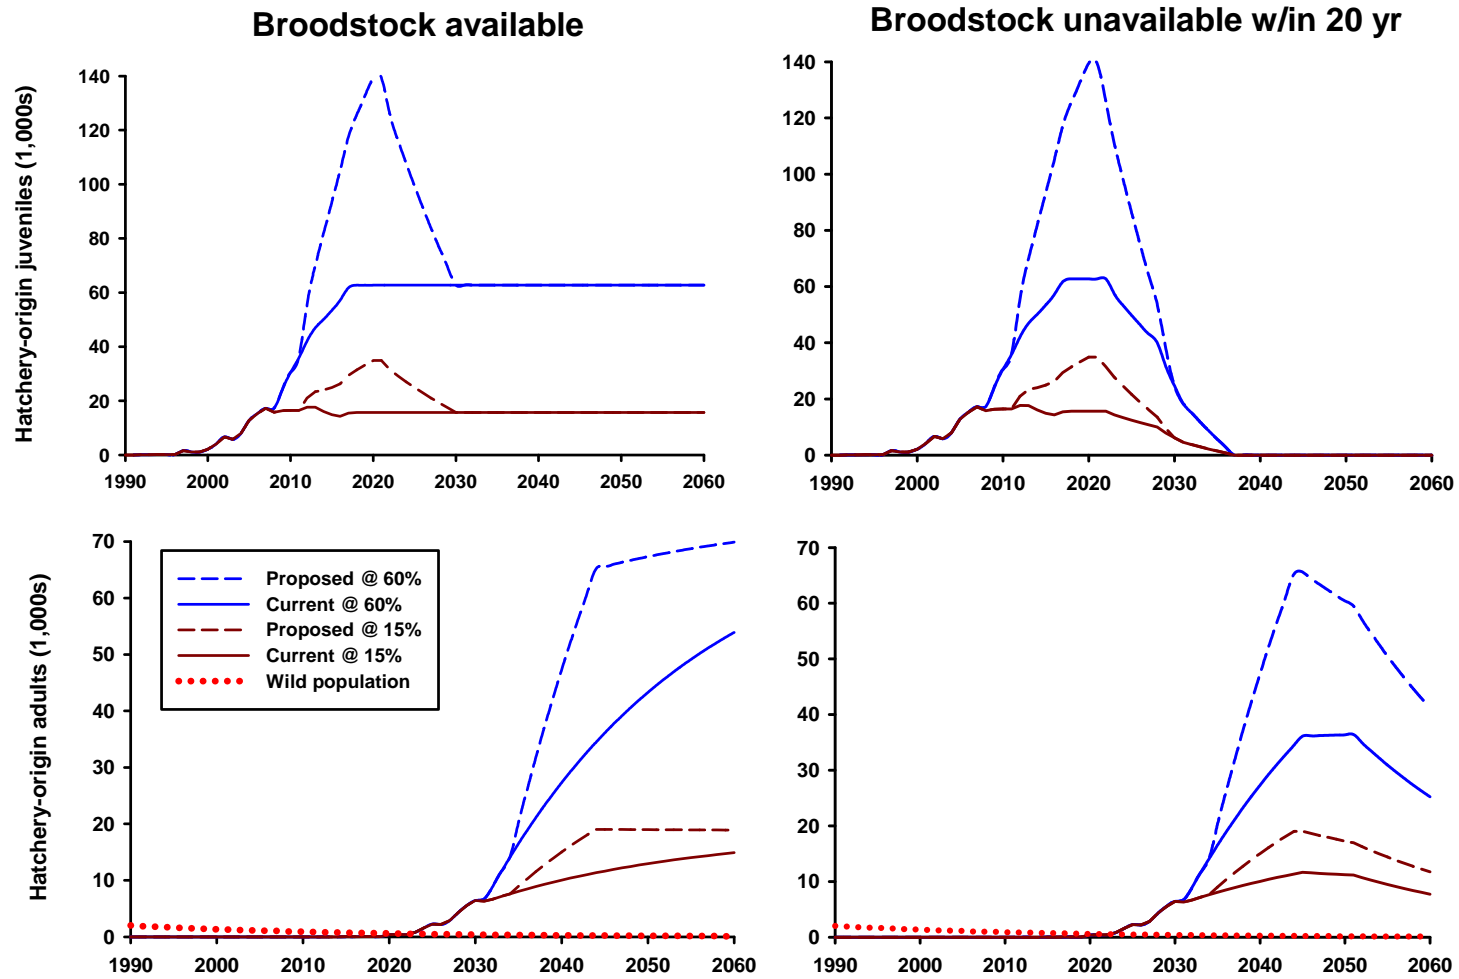 Broodstock available
Broodstock unavailable w/in 20 yr
Hatchery-origin juveniles (1,000s)
140
120
100
80
60
40
20
0
1990 2000 2010 2020 2030 2040 2050 2060
140
120
100
80
60
40
20
0
1990 2000 2010 2020 2030 2040 2050 2060
Hatchery-origin adults (1,000s)
70
60
50
40
30
20
10
0
1990 2000 2010 2020 2030 2040 2050 2060
Proposed @ 60%
Current @ 60%
Proposed @ 15%
Current @ 15%
Wild population
70
60
50
40
30
20
10
0
1990 2000 2010 2020 2030 2040 2050 2060